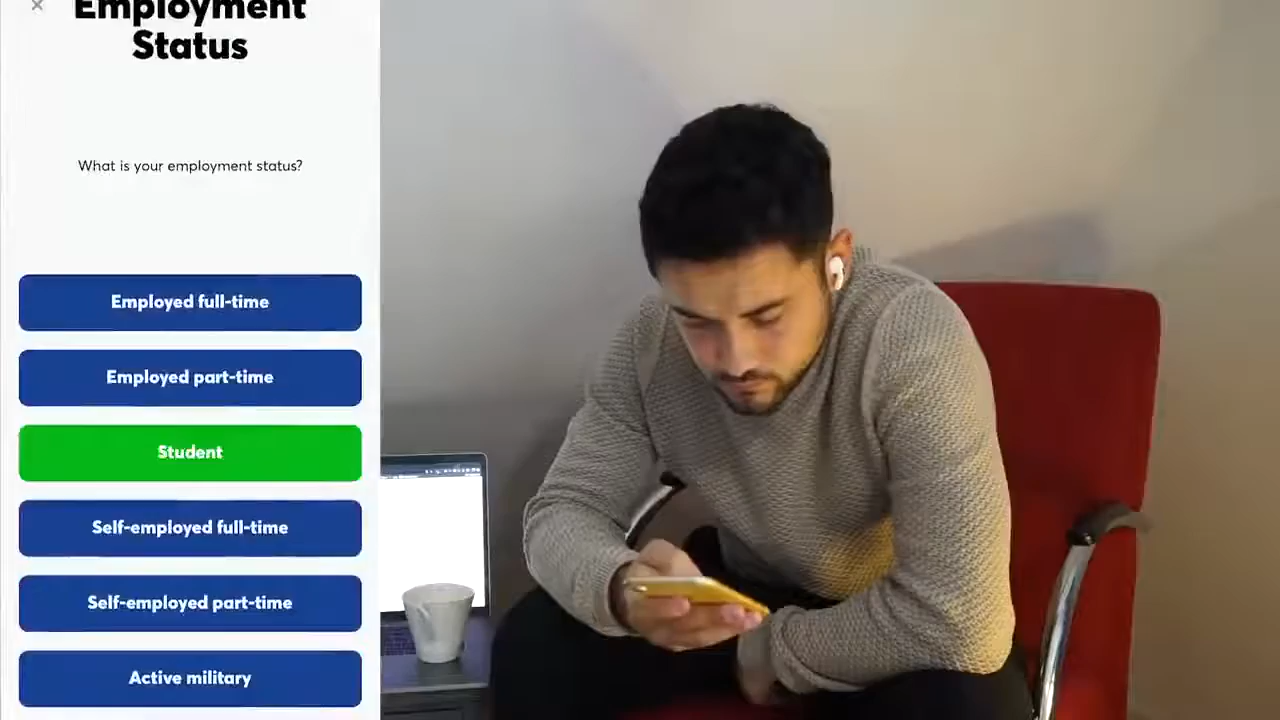 Employment
Status
What is your employment status?
Employed full-time
Employed part-time
Student
Self-employed full-time
Self-employed part-time
Active military